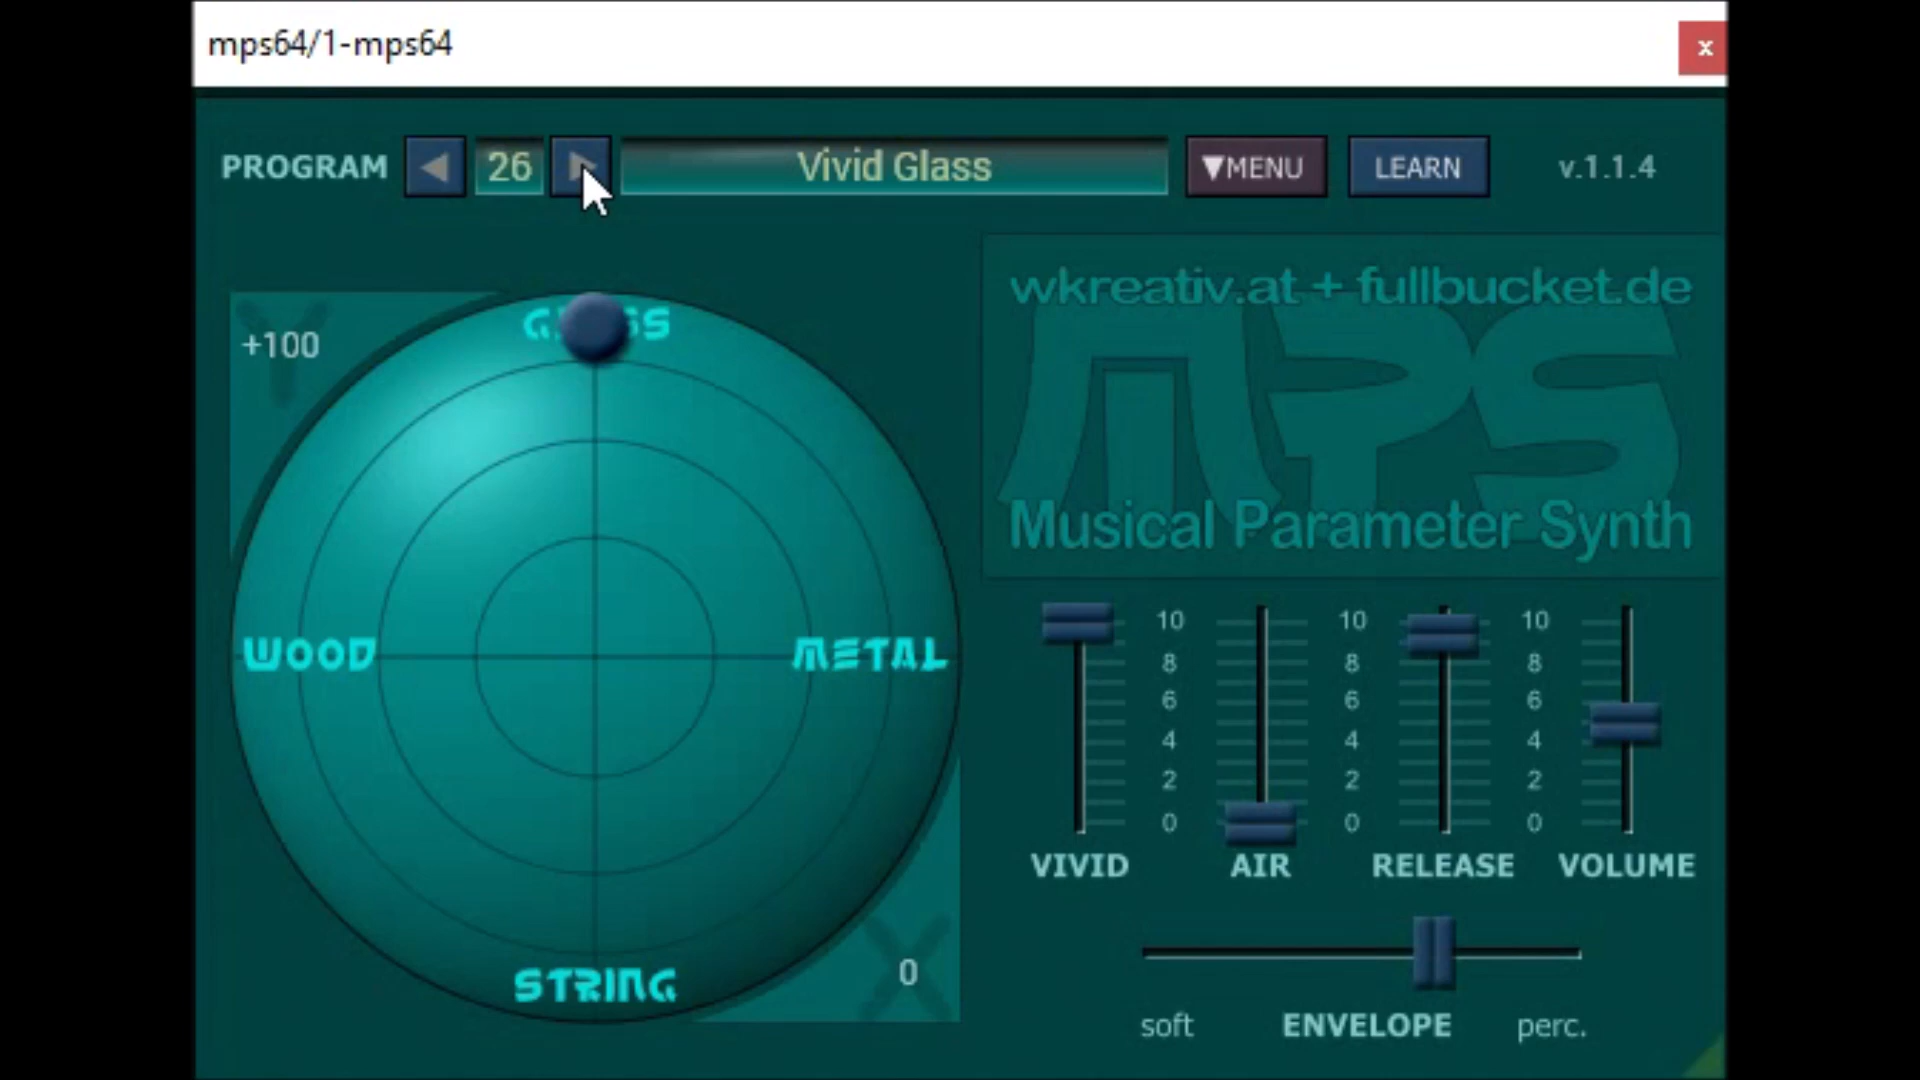 mps64/1-mps64
x
PROGRAM 26 Vivid Glass ▼MENU LEARN v.1.1.4
wkreativ.at + fullbucket.de
MPS
Musical Parameter Synth
Y
+100
WOOD
METAL
STRING
X
0
10 10 10
8 8 8
6 6 6
4 4 4
2 2 2
0 0 0
VIVID AIR RELEASE VOLUME
soft ENVELOPE perc.